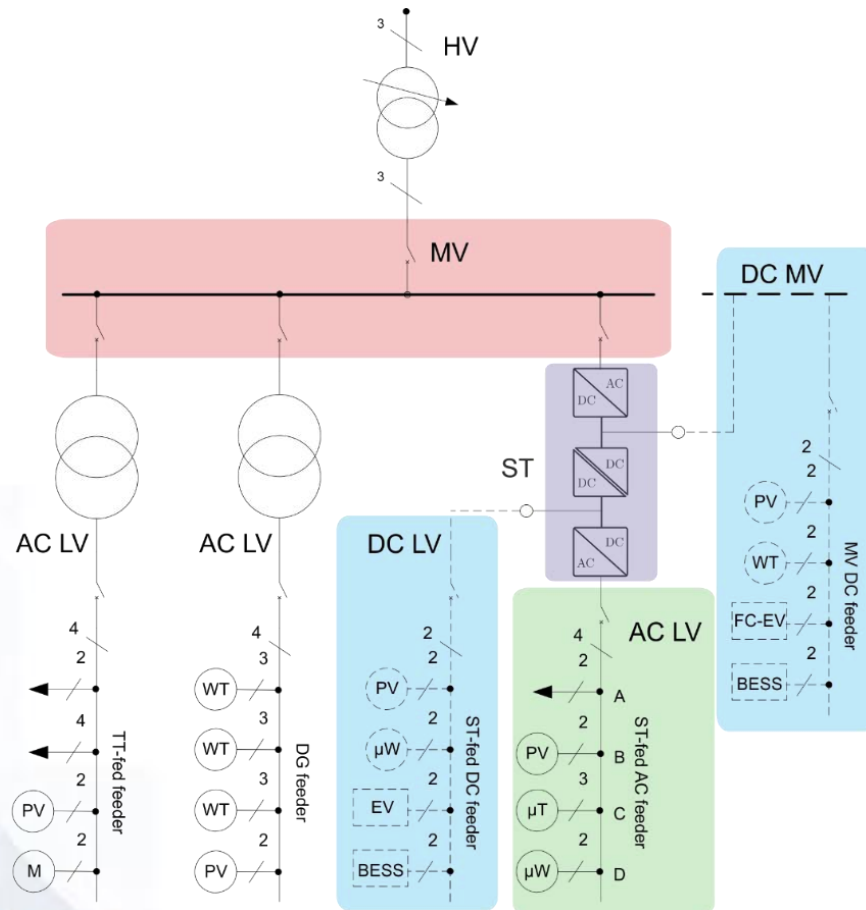 3
HV
3
MV
DC MV
AC
DC
ST
DC
DC
DC
AC
AC LV
AC LV
DC LV
AC LV
4
2
4
2
2
PV
M
TT-fed feeder
4
3
WT
3
WT
3
WT
2
PV
DG feeder
2
2
PV
2
µW
2
EV
2
BESS
ST-fed DC feeder
4
2
A
2
PV
B
3
µT
C
2
µW
D
ST-fed AC feeder
2
2
PV
2
WT
2
FC-EV
2
BESS
MV DC feeder